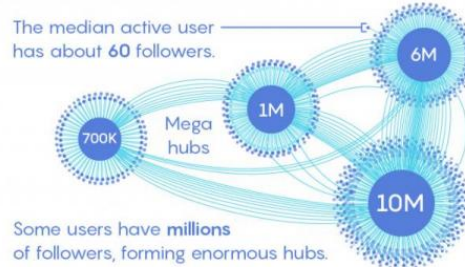 The median active user
has about 60 followers.
6M
1M
Mega
hubs
700K
10M
Some users have millions
of followers, forming enormous hubs.